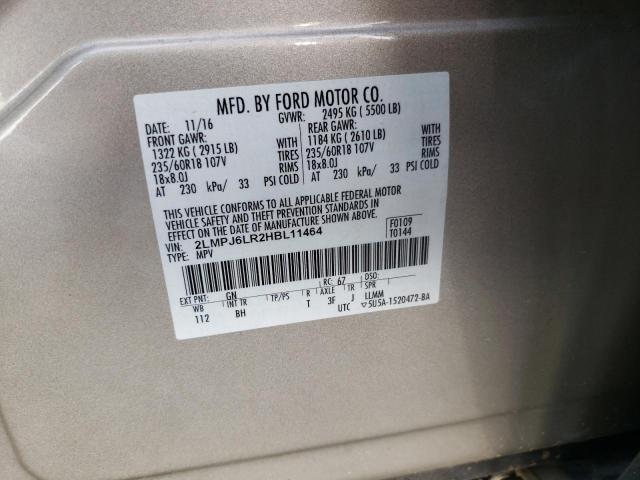 MFD. BY FORD MOTOR CO.
DATE: 11/16 GVWR: 2495 KG ( 5500 LB)
FRONT GAWR: REAR GAWR:
1322 KG ( 2915 LB) WITH 1184 KG ( 2610 LB) WITH
235/60R18 107V TIRES 235/60R18 107V TIRES
18x8.0J RIMS 18x8.0J RIMS
AT 230 kPa/ 33 PSI COLD AT 230 kPa/ 33 PSI COLD
THIS VEHICLE CONFORMS TO ALL APPLICABLE FEDERAL MOTOR
VEHICLE SAFETY AND THEFT PREVENTION STANDARDS IN
EFFECT ON THE DATE OF MANUFACTURE SHOWN ABOVE.
VIN: 2LMPJ6LR2HBL11464 F0109
TYPE: MPV T0144
RC: 67 DSO:
EXT PNT: GN
WB INT TR TP/PS R AXLE TR SPR
112 BH T 3F J LLMM
UTC ▽5U5A-1520472-BA